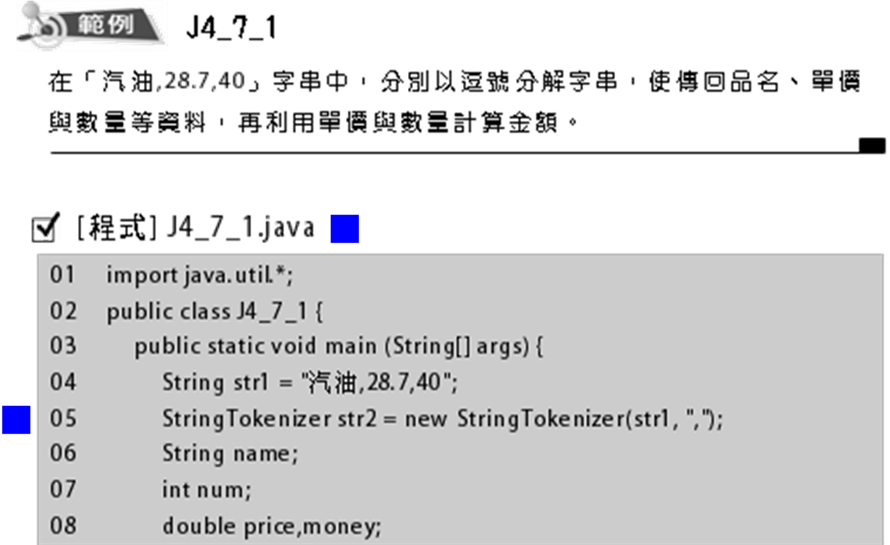 範例 J4_7_1
在「汽油,28.7,40」字串中，分別以逗號分解字串，使傳回品名、單價
與數量等資料，再利用單價與數量計算金額。
[程式] J4_7_1.java
01 import java.util.*;
02 public class J4_7_1 {
03 public static void main (String[] args) {
04 String str1 = "汽油,28.7,40";
05 StringTokenizer str2 = new StringTokenizer(str1, ",");
06 String name;
07 int num;
08 double price,money;